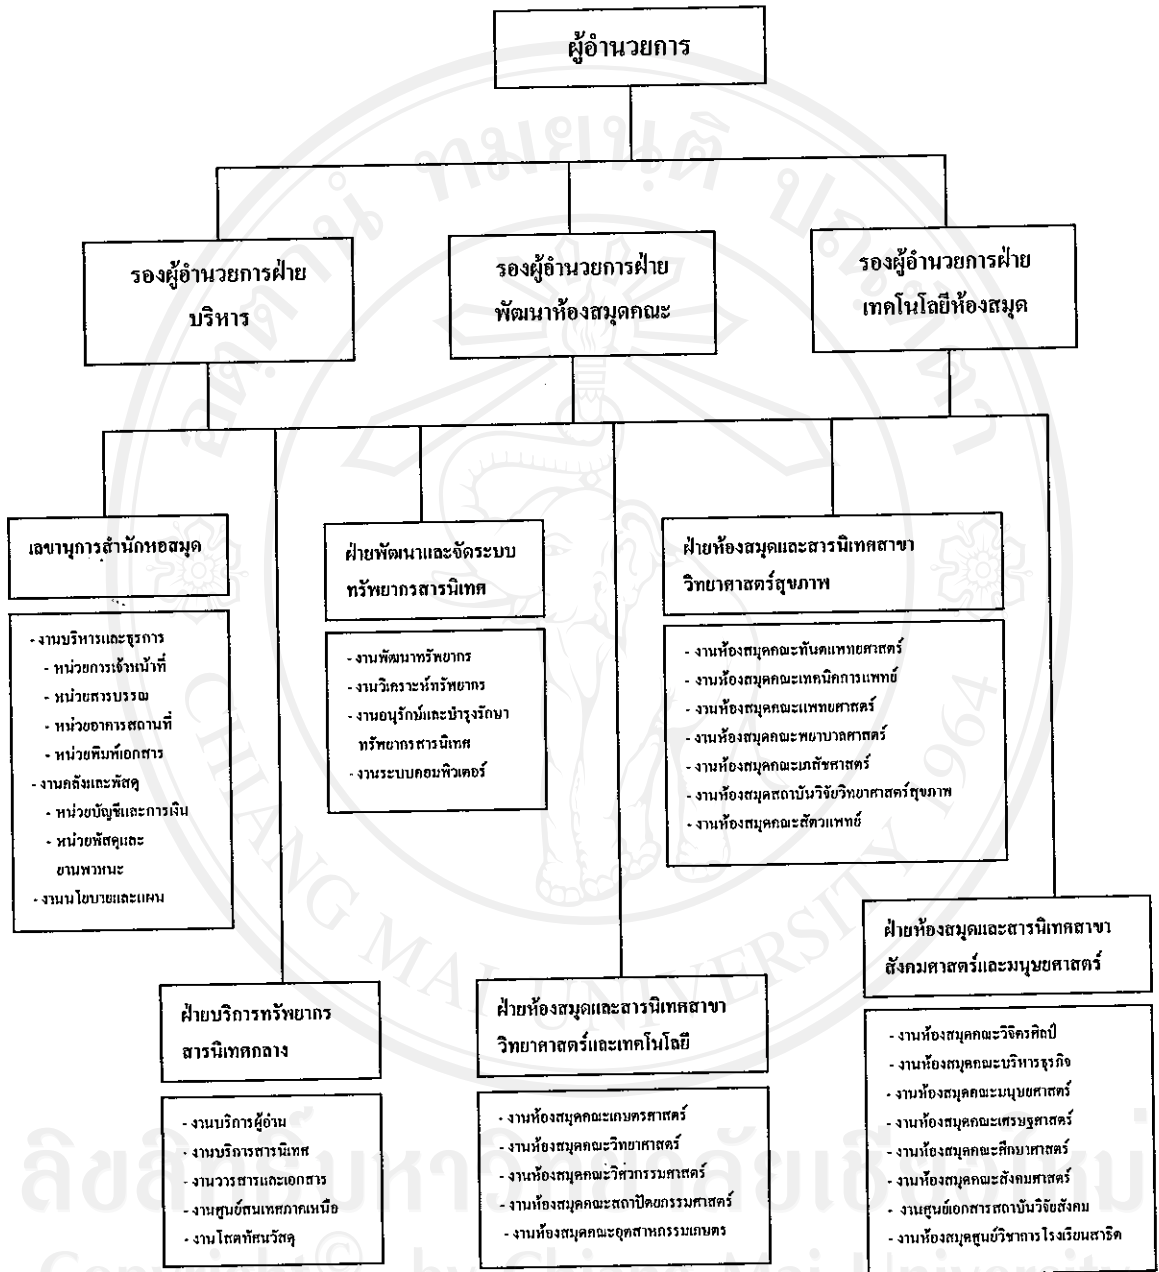 ผู้อำนวยการ
รองผู้อำนวยการฝ่าย
บริหาร
รองผู้อำนวยการฝ่าย
พัฒนาห้องสมุดคณะ
รองผู้อำนวยการฝ่าย
เทคโนโลยีห้องสมุด
เลขานุการสำนักหอสมุด
- งานบริหารและธุรการ
- หน่วยการเจ้าหน้าที่
- หน่วยสารบรรณ
- หน่วยอาคารสถานที่
- หน่วยพิมพ์เอกสาร
- งานคลังและพัสดุ
- หน่วยบัญชีและการเงิน
- หน่วยพัสดุและ
ยานพาหนะ
- งานนโยบายและแผน
ฝ่ายพัฒนาและจัดระบบ
ทรัพยากรสารนิเทศ
- งานพัฒนาทรัพยากร
- งานวิเคราะห์ทรัพยากร
- งานอนุรักษ์และบำรุงรักษา
ทรัพยากรสารนิเทศ
- งานระบบคอมพิวเตอร์
ฝ่ายห้องสมุดและสารนิเทศสาขา
วิทยาศาสตร์สุขภาพ
- งานห้องสมุดคณะทันตแพทยศาสตร์
- งานห้องสมุดคณะเทคนิคการแพทย์
- งานห้องสมุดคณะแพทยศาสตร์
- งานห้องสมุดคณะพยาบาลศาสตร์
- งานห้องสมุดคณะเภสัชศาสตร์
- งานห้องสมุดสถาบันวิจัยวิทยาศาสตร์สุขภาพ
- งานห้องสมุดคณะสัตวแพทย์
ฝ่ายบริการทรัพยากร
สารนิเทศกลาง
- งานบริการผู้อ่าน
- งานบริการสารนิเทศ
- งานวารสารและเอกสาร
- งานศูนย์สนเทศภาคเหนือ
- งานโสตทัศนวัสดุ
ฝ่ายห้องสมุดและสารนิเทศสาขา
วิทยาศาสตร์และเทคโนโลยี
- งานห้องสมุดคณะเกษตรศาสตร์
- งานห้องสมุดคณะวิทยาศาสตร์
- งานห้องสมุดคณะวิศวกรรมศาสตร์
- งานห้องสมุดคณะสถาปัตยกรรมศาสตร์
- งานห้องสมุดคณะอุตสาหกรรมเกษตร
ฝ่ายห้องสมุดและสารนิเทศสาขา
สังคมศาสตร์และมนุษยศาสตร์
- งานห้องสมุดคณะวิจิตรศิลป์
- งานห้องสมุดคณะบริหารธุรกิจ
- งานห้องสมุดคณะมนุษยศาสตร์
- งานห้องสมุดคณะเศรษฐศาสตร์
- งานห้องสมุดคณะศึกษาศาสตร์
- งานห้องสมุดคณะสังคมศาสตร์
- งานศูนย์เอกสารสถาบันวิจัยสังคม
- งานห้องสมุดศูนย์วิชาการโรงเรียนสาธิต
CHIANG MAI UNIVERSITY 1964
ลิขสิทธิ์มหาวิทยาลัยเชียงใหม่
Copyright© by Chiang Mai University